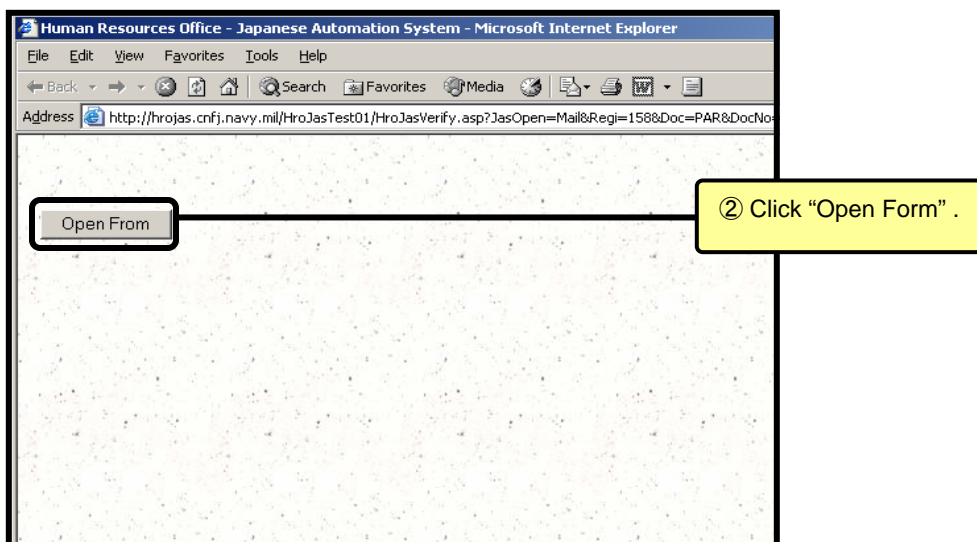 Human Resources Office - Japanese Automation System - Microsoft Internet Explorer
File Edit View Favorites Tools Help
Back Search Favorites Media
Address http://hrojas.cnfj.navy.mil/HroJasTest01/HroJasVerify.asp?JasOpen=Mail&Regi=158&Doc=PAR&DocNo=
② Click “Open Form” .
Open From